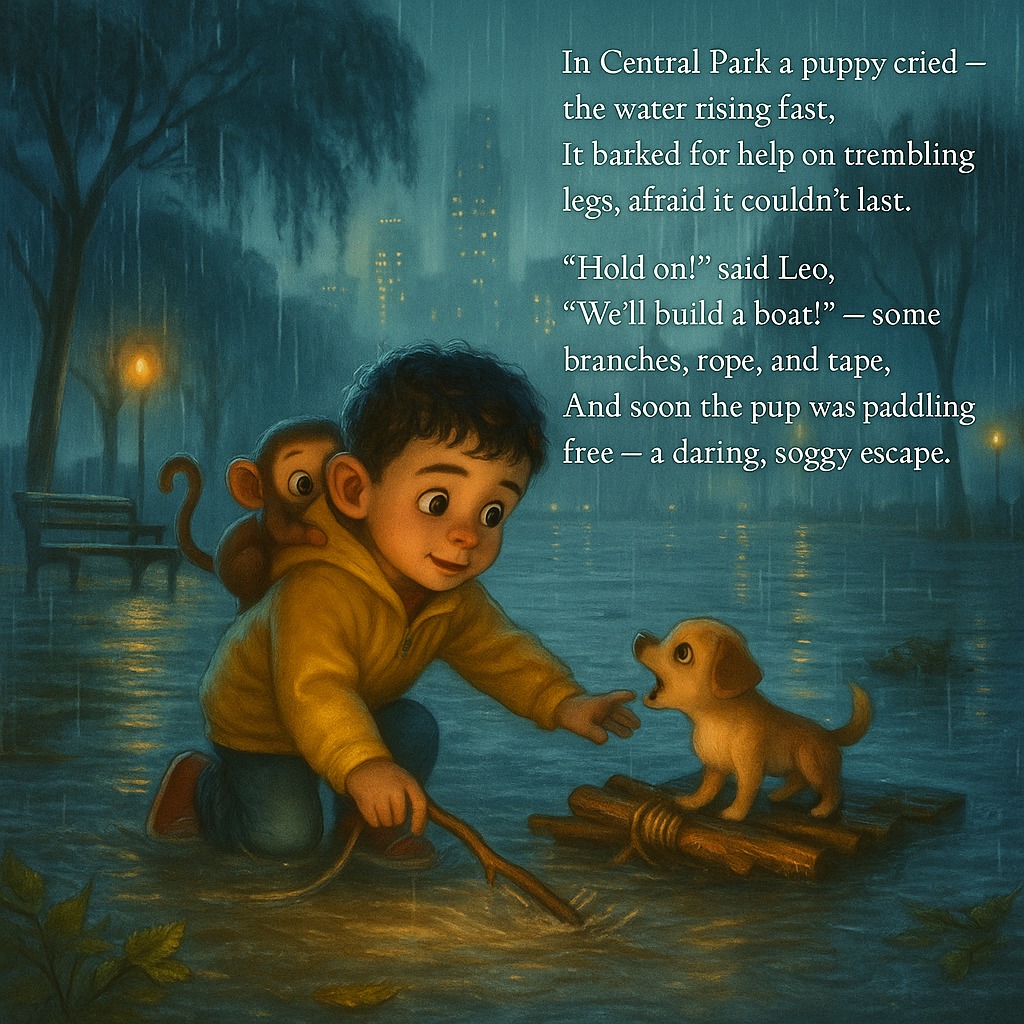 In Central Park a puppy cried –
the water rising fast,
It barked for help on trembling
legs, afraid it couldn’t last.
“Hold on!” said Leo,
“We’ll build a boat!” – some
branches, rope, and tape,
And soon the pup was paddling
free – a daring, soggy escape.